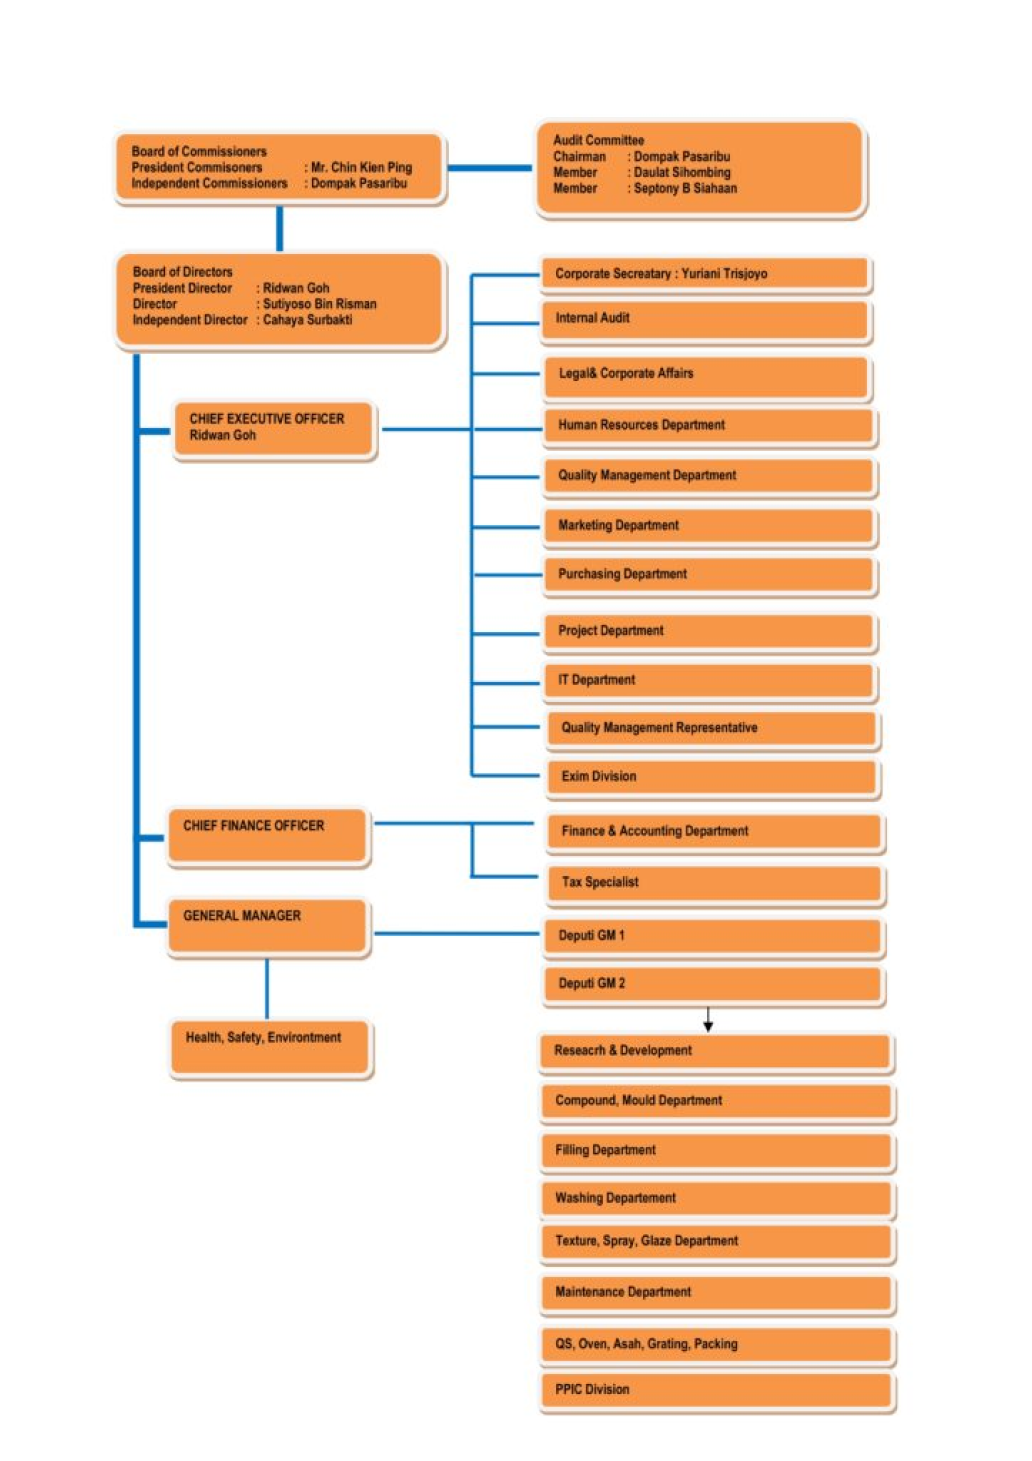 Board of Commissioners
President Commisoners : Mr. Chin Kien Ping
Independent Commissioners : Dompak Pasaribu
Audit Committee
Chairman : Dompak Pasaribu
Member : Daulat Sihombing
Member : Septony B Siahaan
Board of Directors
President Director : Ridwan Goh
Director : Sutiyoso Bin Risman
Independent Director : Cahaya Surbakti
Corporate Secreatary : Yuriani Trisjoyo
Internal Audit
Legal& Corporate Affairs
CHIEF EXECUTIVE OFFICER
Ridwan Goh
Human Resources Department
Quality Management Department
Marketing Department
Purchasing Department
Project Department
IT Department
Quality Management Representative
Exim Division
CHIEF FINANCE OFFICER
Finance & Accounting Department
Tax Specialist
GENERAL MANAGER
Deputi GM 1
Deputi GM 2
Health, Safety, Environtment
Reseacrh & Development
Compound, Mould Department
Filling Department
Washing Departement
Texture, Spray, Glaze Department
Maintenance Department
QS, Oven, Asah, Grating, Packing
PPIC Division